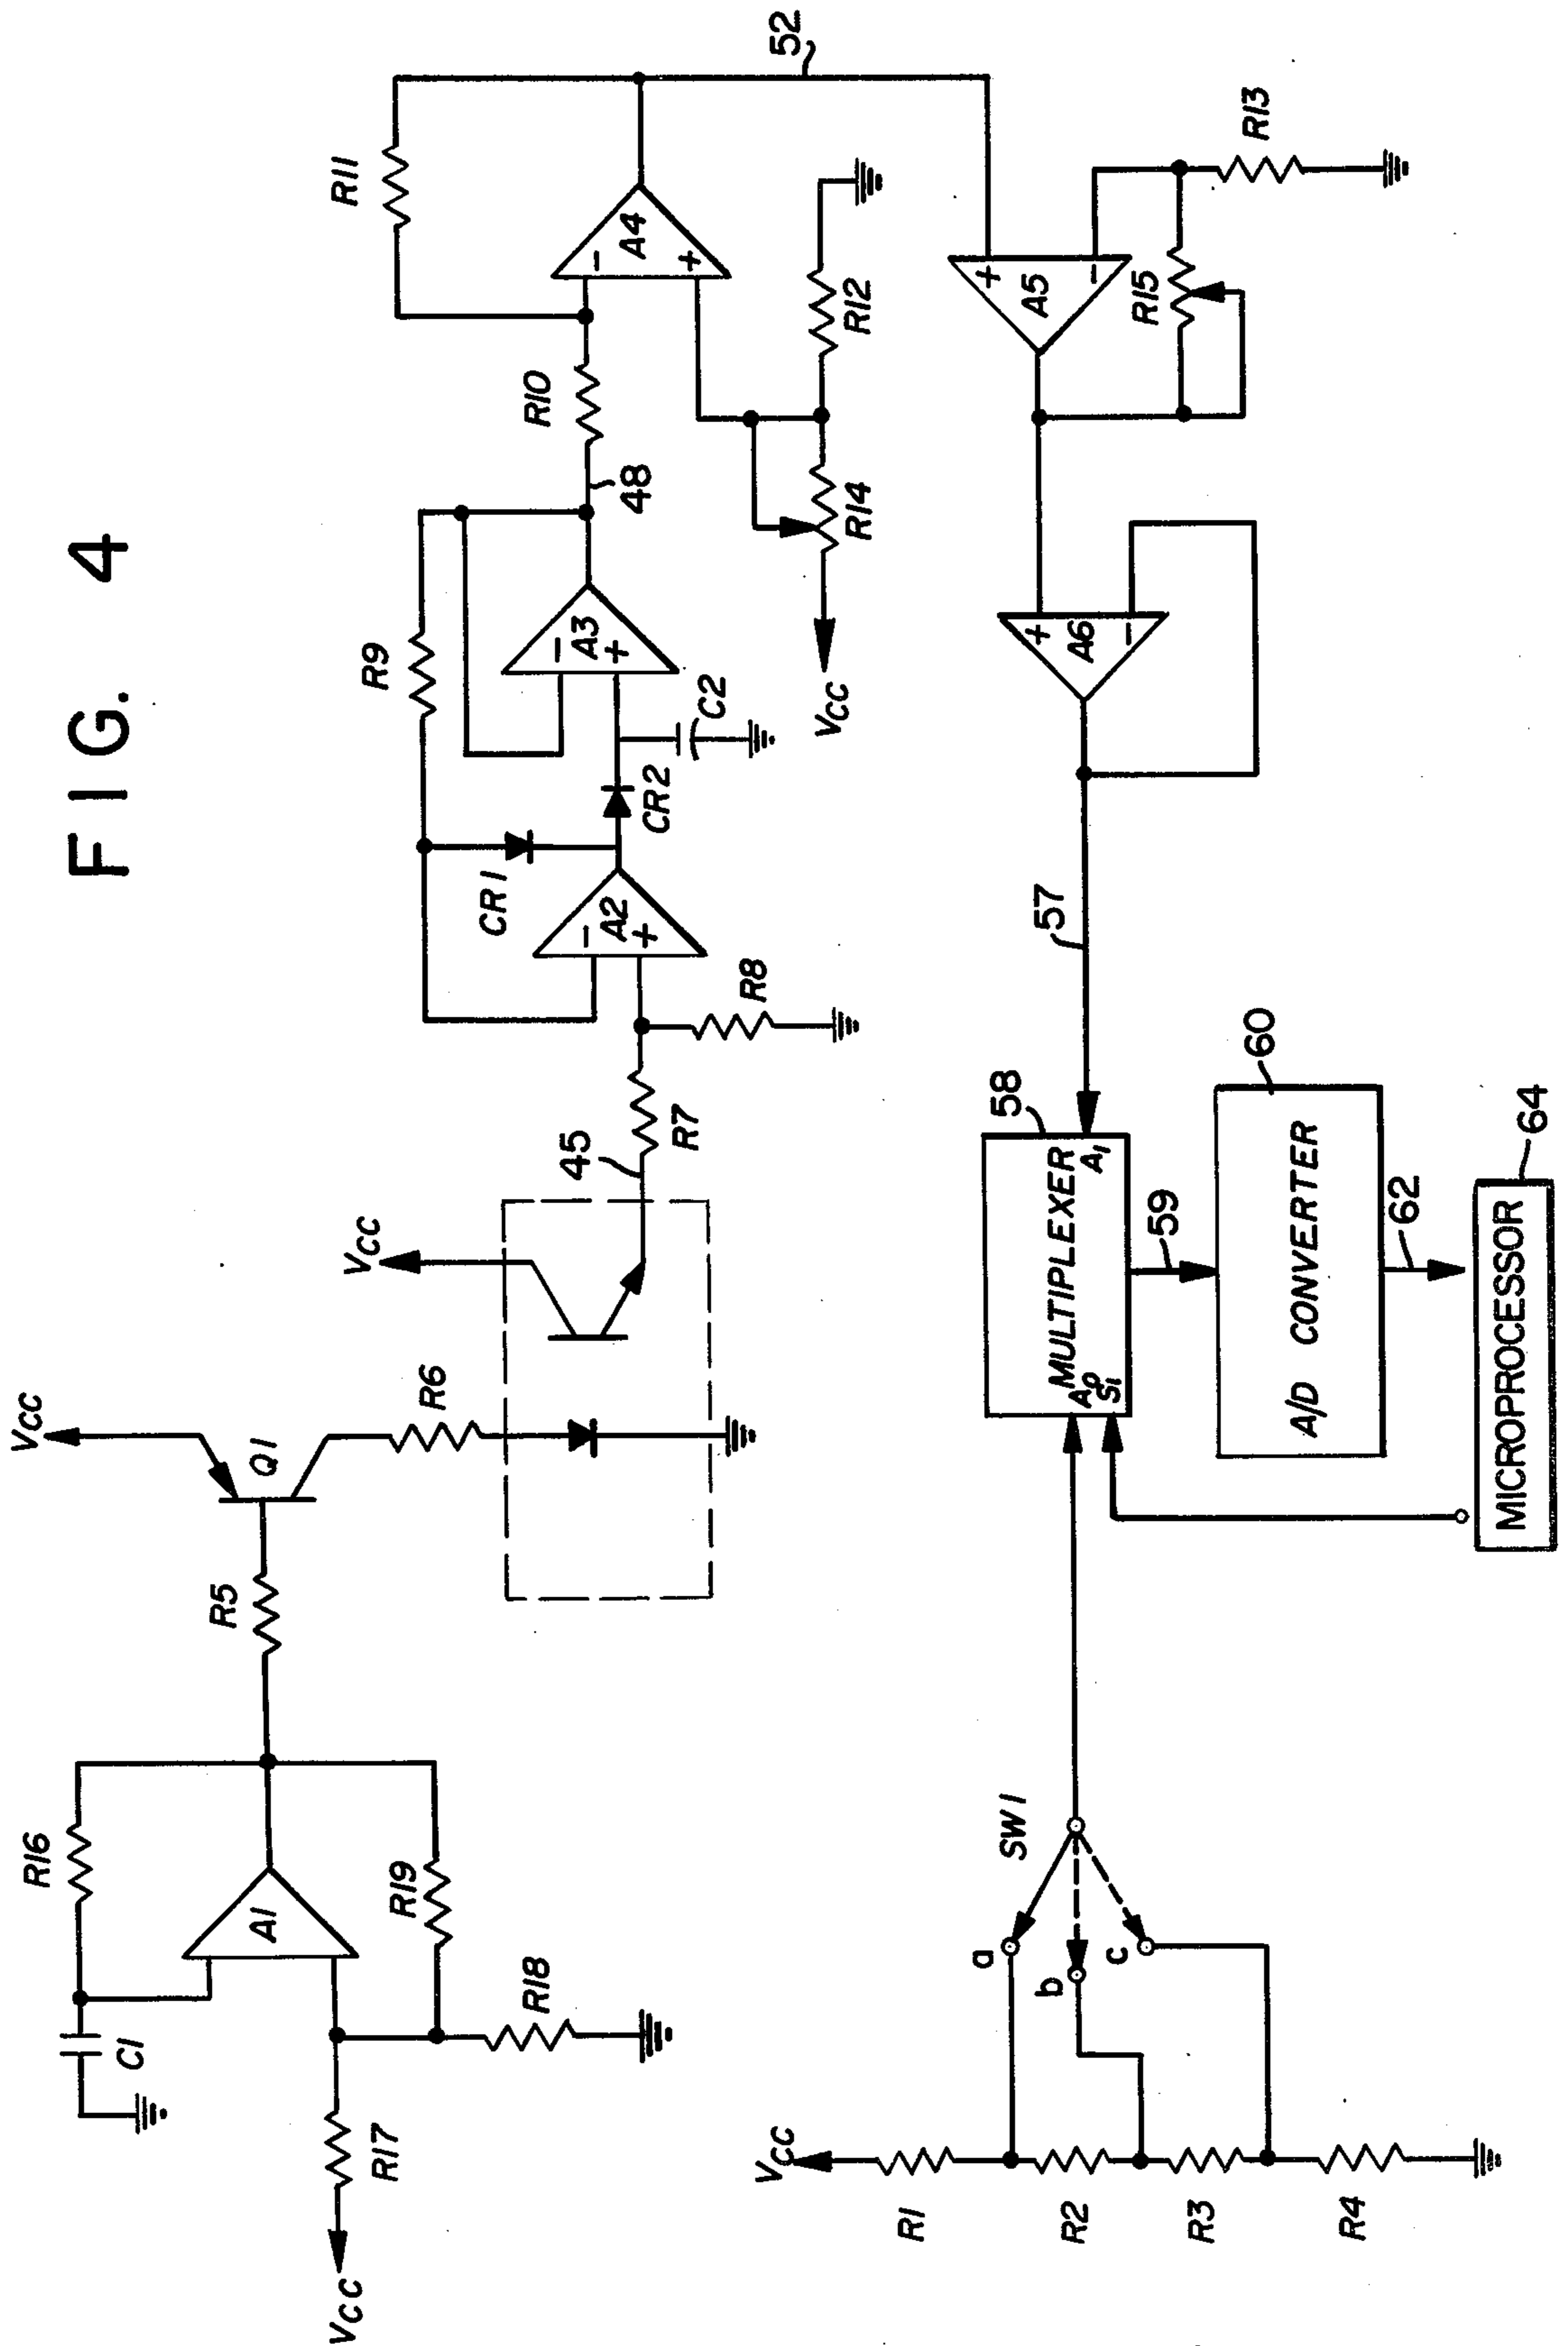 FIG. 4
VCC
VCC
R16
C1
A1
R19
R17
R18
VCC
R5
Q1
R6
VCC
45
R7
R8
A2
-
+
CR1
CR2
C2
R9
A3
-
+
48
R10
R11
A4
-
+
R14
R12
VCC
52
A5
+
-
R15
R13
A6
+
-
57
VCC
R1
R2
R3
R4
a
b
c
SW1
58
MULTIPLEXER
A0
S1
A1
59
60
A/D CONVERTER
62
64
MICROPROCESSOR